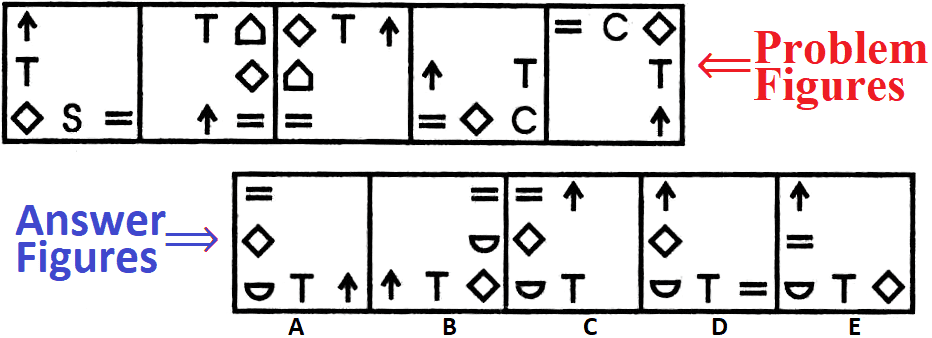 T
S =
T
=
T
=
T
= C
= C
T
Problem
Figures
Answer
Figures
=
T
=
T
=
T
T =
=
T
A B C D E